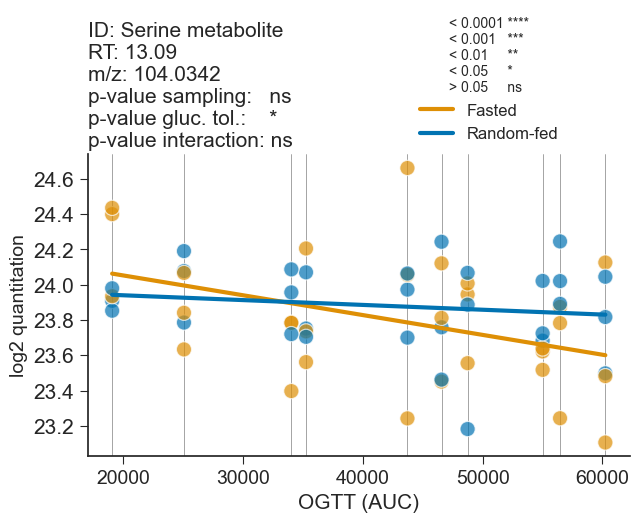 ID: Serine metabolite
RT: 13.09
m/z: 104.0342
p-value sampling: ns
p-value gluc. tol.: *
p-value interaction: ns
< 0.0001 ****
< 0.001 ***
< 0.01 **
< 0.05 *
> 0.05 ns
Fasted
Random-fed
24.6
24.4
24.2
24.0
23.8
23.6
23.4
23.2
log2 quantitation
20000 30000 40000 50000 60000
OGTT (AUC)